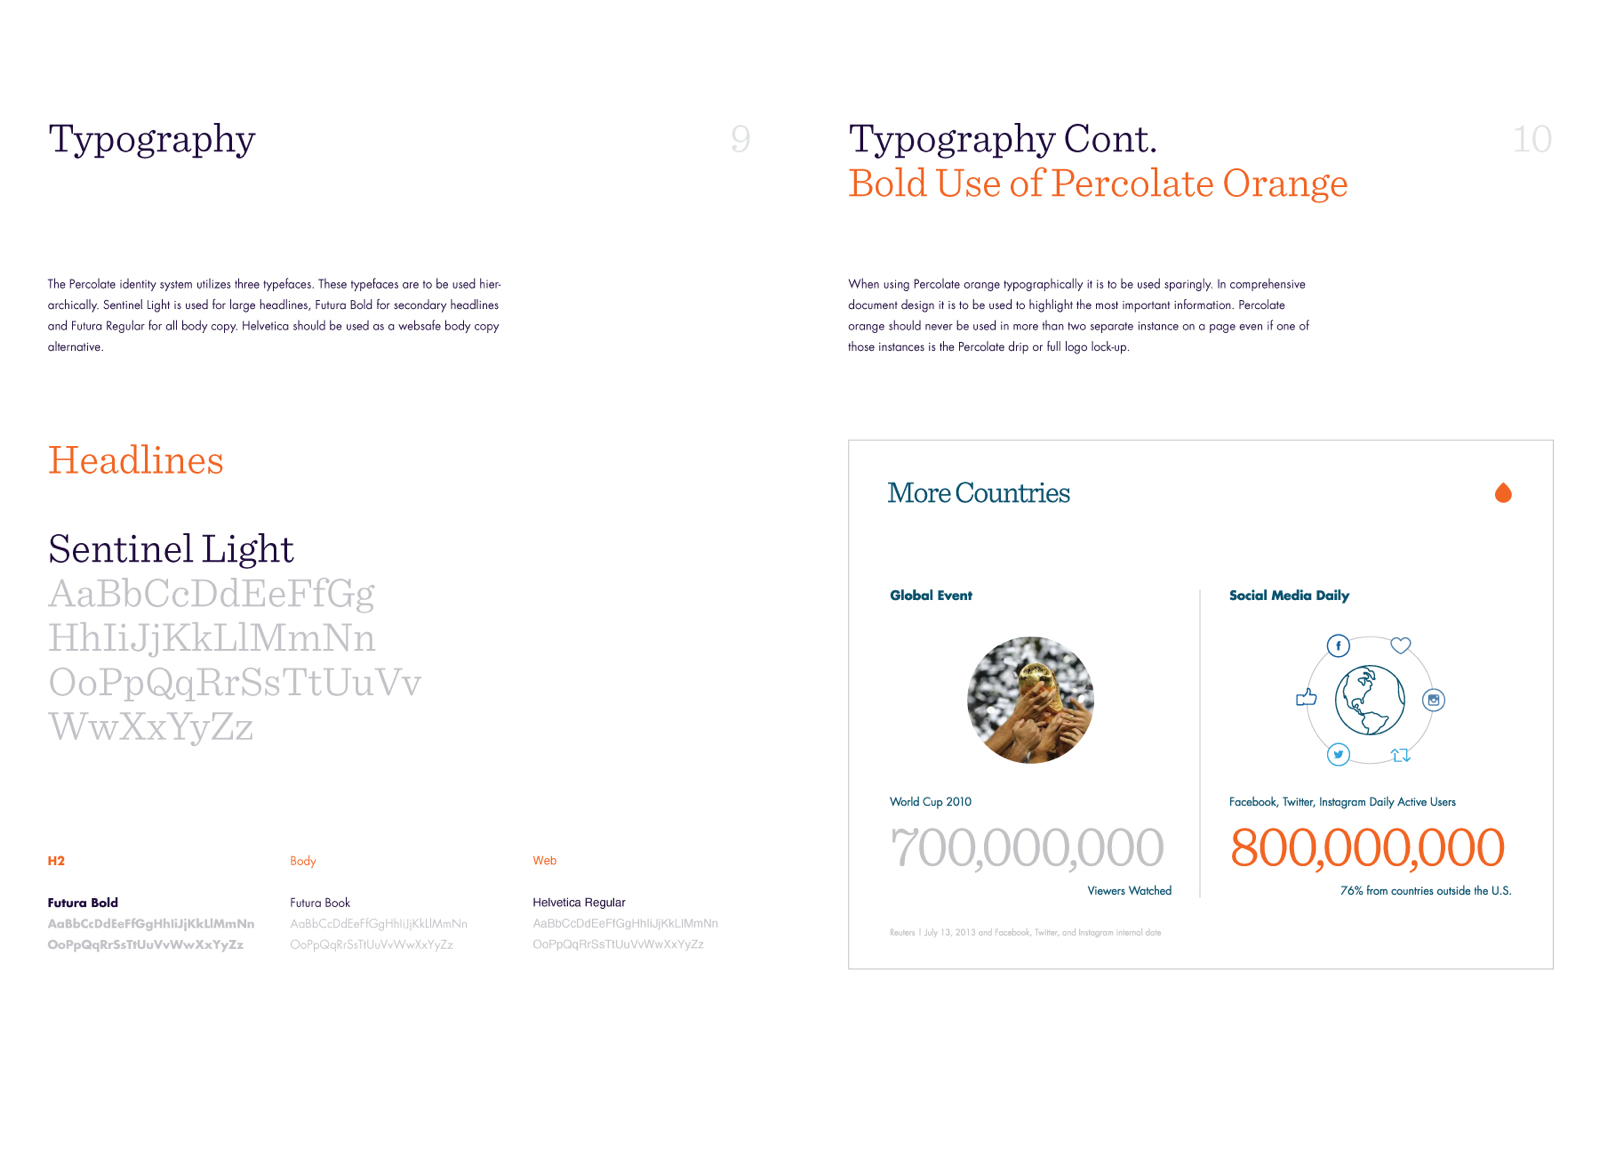 Typography
9
The Percolate identity system utilizes three typefaces. These typefaces are to be used hier-
archically. Sentinel Light is used for large headlines, Futura Bold for secondary headlines
and Futura Regular for all body copy. Helvetica should be used as a websafe body copy
alternative.
Headlines
Sentinel Light
AaBbCcDdEeFfGg
HhIiJjKkLlMmNn
OoPpQqRrSsTtUuVv
WwXxYyZz
H2
Futura Bold
AaBbCcDdEeFfGgHhIiJjKkLlMmNn
OoPpQqRrSsTtUuVvWwXxYyZz
Body
Futura Book
AaBbCcDdEeFfGgHhIiJjKkLlMmNn
OoPpQqRrSsTtUuVvWwXxYyZz
Web
Helvetica Regular
AaBbCcDdEeFfGgHhIiJjKkLlMmNn
OoPpQqRrSsTtUuVvWwXxYyZz
Typography Cont.
10
Bold Use of Percolate Orange
When using Percolate orange typographically it is to be used sparingly. In comprehensive
document design it is to be used to highlight the most important information. Percolate
orange should never be used in more than two separate instance on a page even if one of
those instances is the Percolate drip or full logo lock-up.
More Countries
Global Event
World Cup 2010
700,000,000
Viewers Watched
Social Media Daily
Facebook, Twitter, Instagram Daily Active Users
800,000,000
76% from countries outside the U.S.
Reuters | July 13, 2013 and Facebook, Twitter, and Instagram internal date